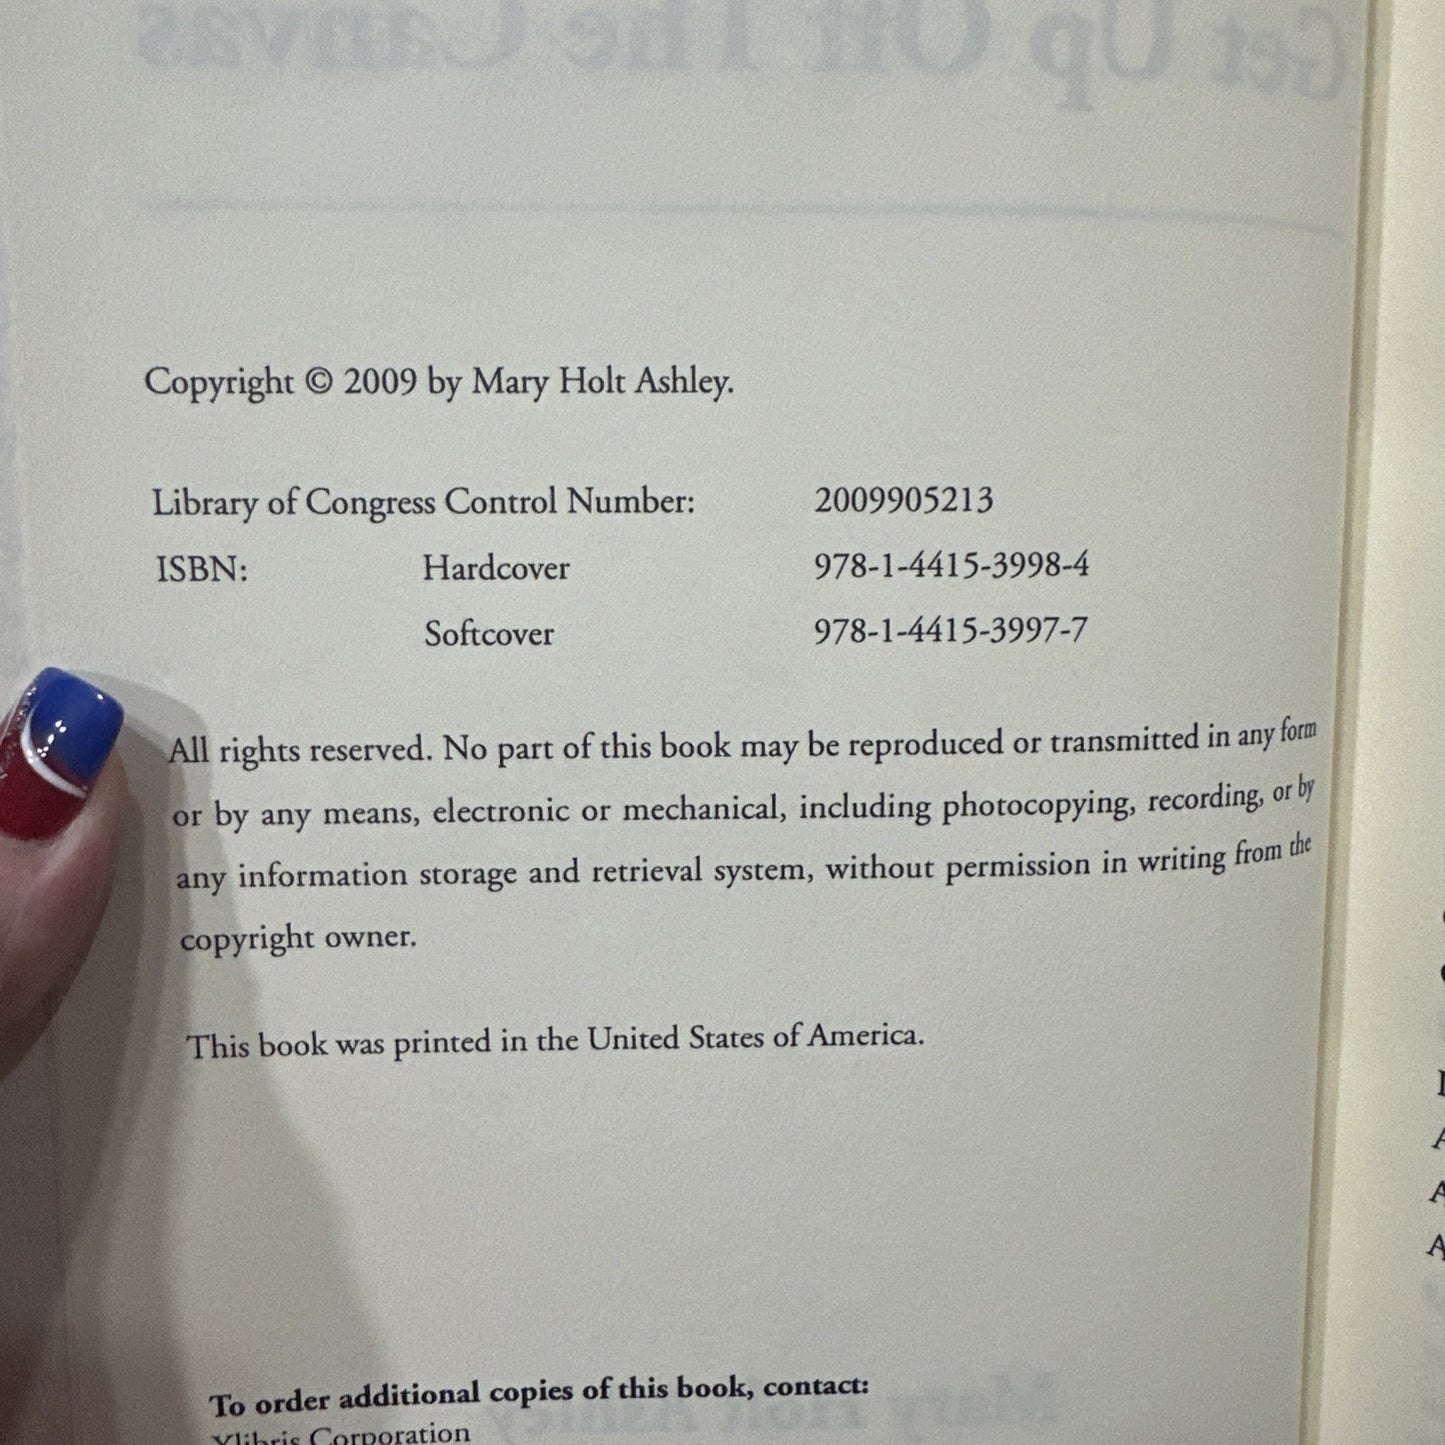 Get Up Off The Canvas
Copyright © 2009 by Mary Holt Ashley.
Library of Congress Control Number: 2009905213
ISBN: Hardcover 978-1-4415-3998-4
Softcover 978-1-4415-3997-7
All rights reserved. No part of this book may be reproduced or transmitted in any form
or by any means, electronic or mechanical, including photocopying, recording, or by
any information storage and retrieval system, without permission in writing from the
copyright owner.
This book was printed in the United States of America.
To order additional copies of this book, contact:
Xlibris Corporation
Mary Holt Ashley